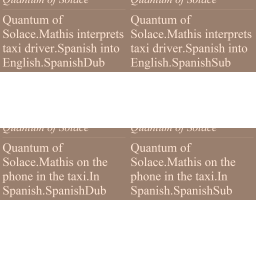 Quantum of Solace
Quantum of
Solace.Mathis interprets
taxi driver.Spanish into
English.SpanishDub
Quantum of Solace
Quantum of
Solace.Mathis interprets
taxi driver.Spanish into
English.SpanishSub
Quantum of Solace
Quantum of
Solace.Mathis on the
phone in the taxi.In
Spanish.SpanishDub
Quantum of Solace
Quantum of
Solace.Mathis on the
phone in the taxi.In
Spanish.SpanishSub